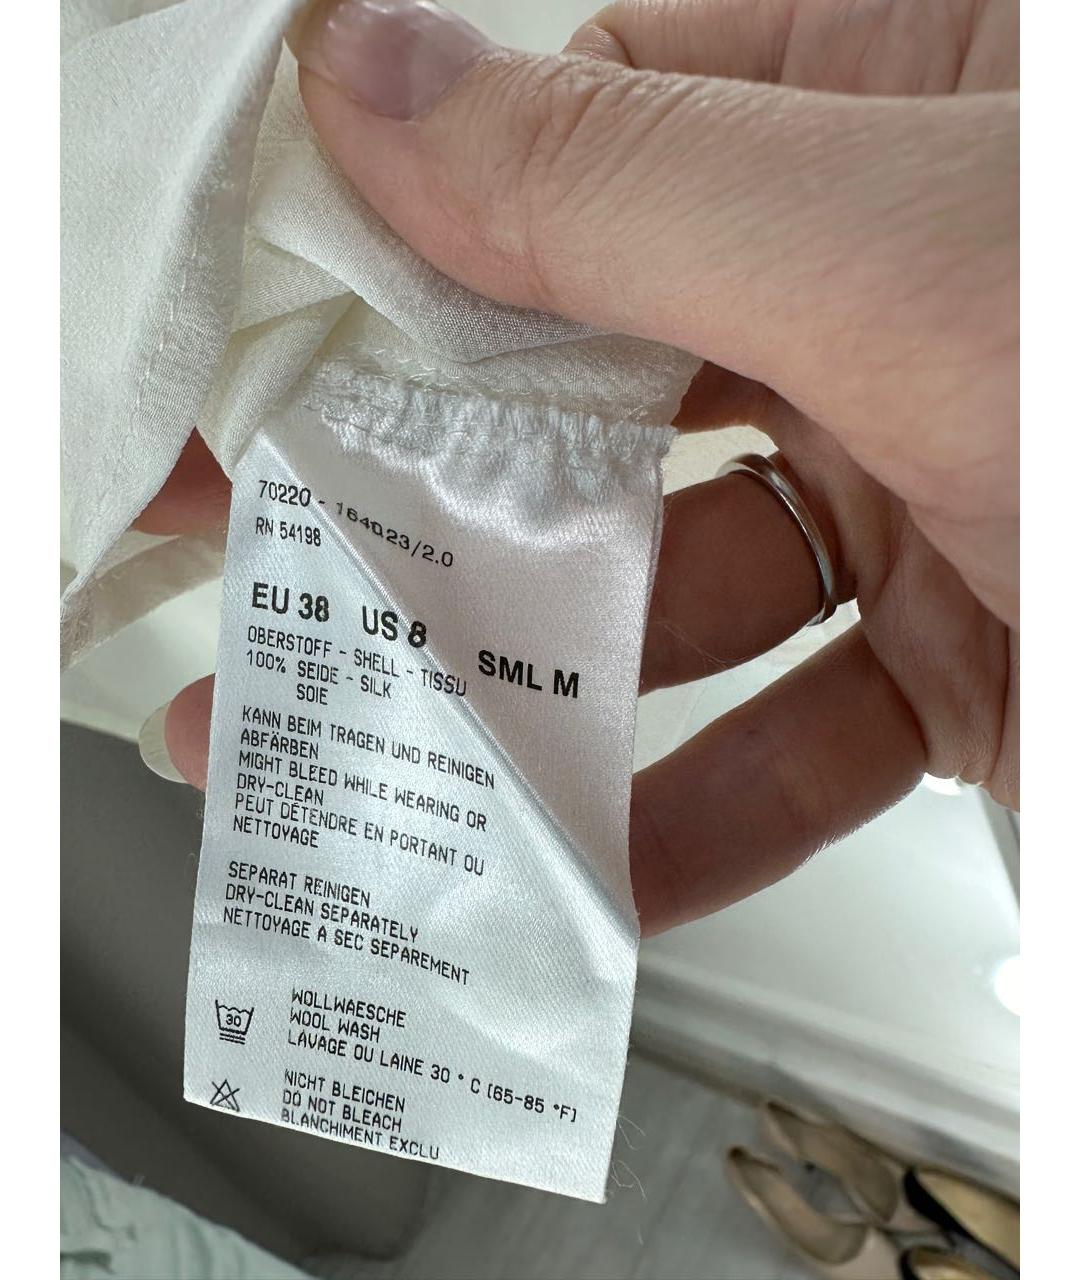 70220 - 164023/2.0
RN 54198
EU 38 US 8 SML M
OBERSTOFF - SHELL - TISSU
100% SEIDE - SILK
SOIE
KANN BEIM TRAGEN UND REINIGEN
ABFÄRBEN
MIGHT BLEED WHILE WEARING OR
DRY-CLEAN
PEUT DÉTENDRE EN PORTANT OU
NETTOYAGE
SEPARAT REINIGEN
DRY-CLEAN SEPARATELY
NETTOYAGE A SEC SEPAREMENT
30
WOLLWAESCHE
WOOL WASH
LAVAGE OU LAINE 30 ° C (65-85 °F)
NICHT BLEICHEN
DO NOT BLEACH
BLANCHIMENT EXCLU